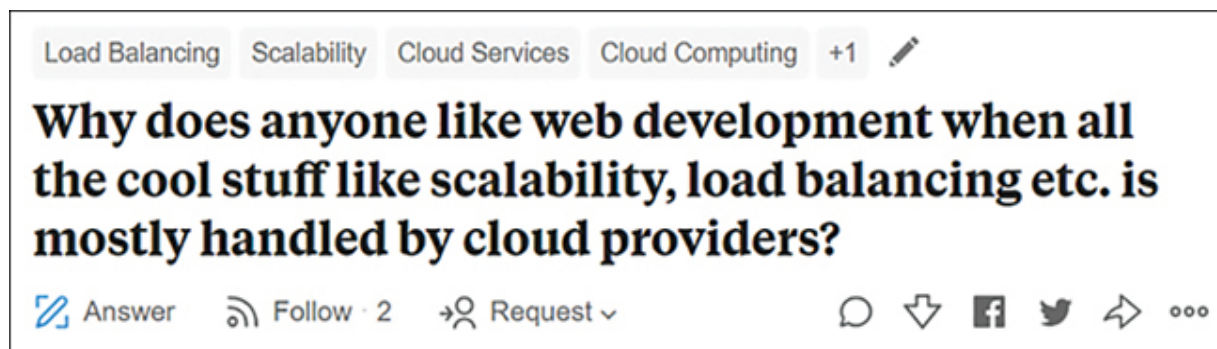 Load Balancing Scalability Cloud Services Cloud Computing +1
Why does anyone like web development when all
the cool stuff like scalability, load balancing etc. is
mostly handled by cloud providers?
Answer Follow · 2 Request